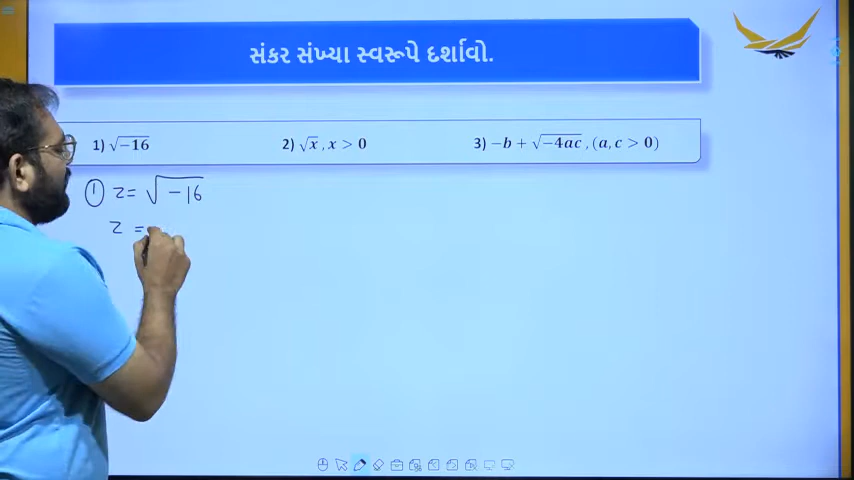 સંકર સંખ્યા સ્વરૂપે દર્શાવો.
1) √-16 2) √x , x > 0 3) -b + √-4ac , (a, c > 0)
① z = √-16
z =